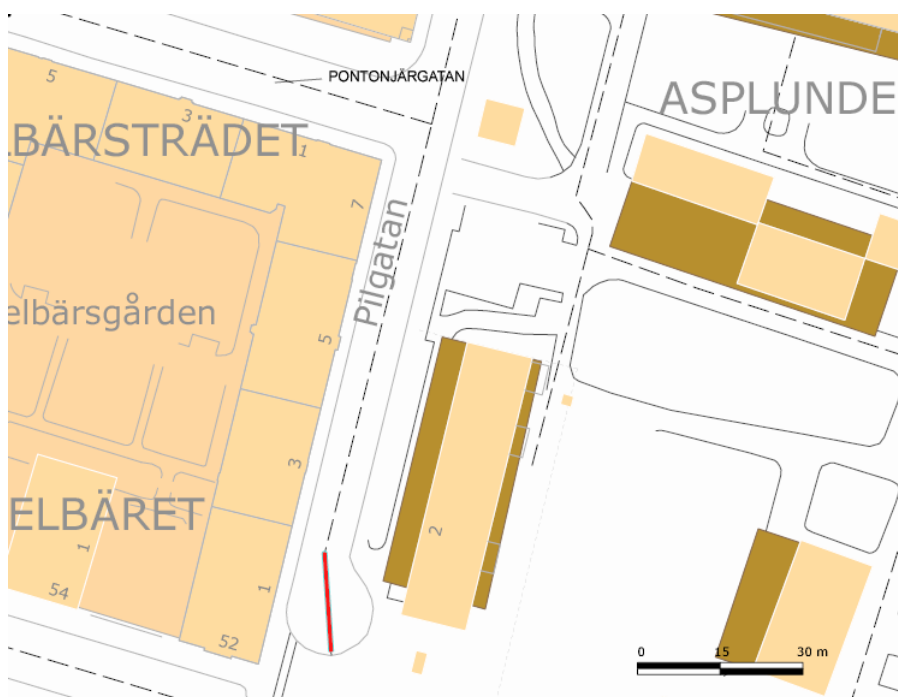 5
3
1
7
PONTONJÄRGATAN
ASPLUNDE
LBÄRSTRÄDET
Pilgatan
elbärsgården
5
3
2
ELBÄRET
1
54
1
52
0 15 30 m